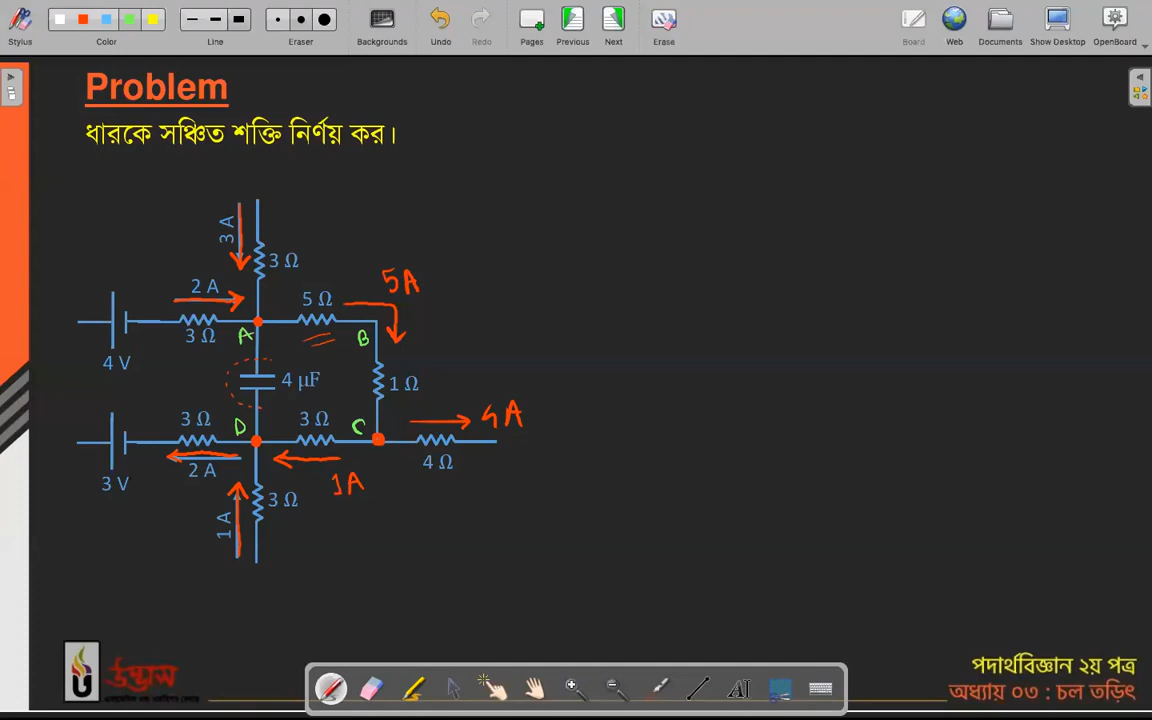 Stylus
Color
Line
Eraser
Backgrounds
Undo
Redo
Pages
Previous
Next
Erase
Board
Web
Documents
Show Desktop
OpenBoard
Problem
ধারকে সঞ্চিত শক্তি নির্ণয় কর।
3 A
3 Ω
2 A
5 Ω
5A
3 Ω
A
B
4 V
4 μF
1 Ω
3 Ω
D
3 Ω
C
4A
2 A
1A
4 Ω
3 V
3 Ω
1 A
উদ্ভাস
পদার্থবিজ্ঞান ২য় পত্র
অধ্যায় ০৩ : চল তড়িৎ